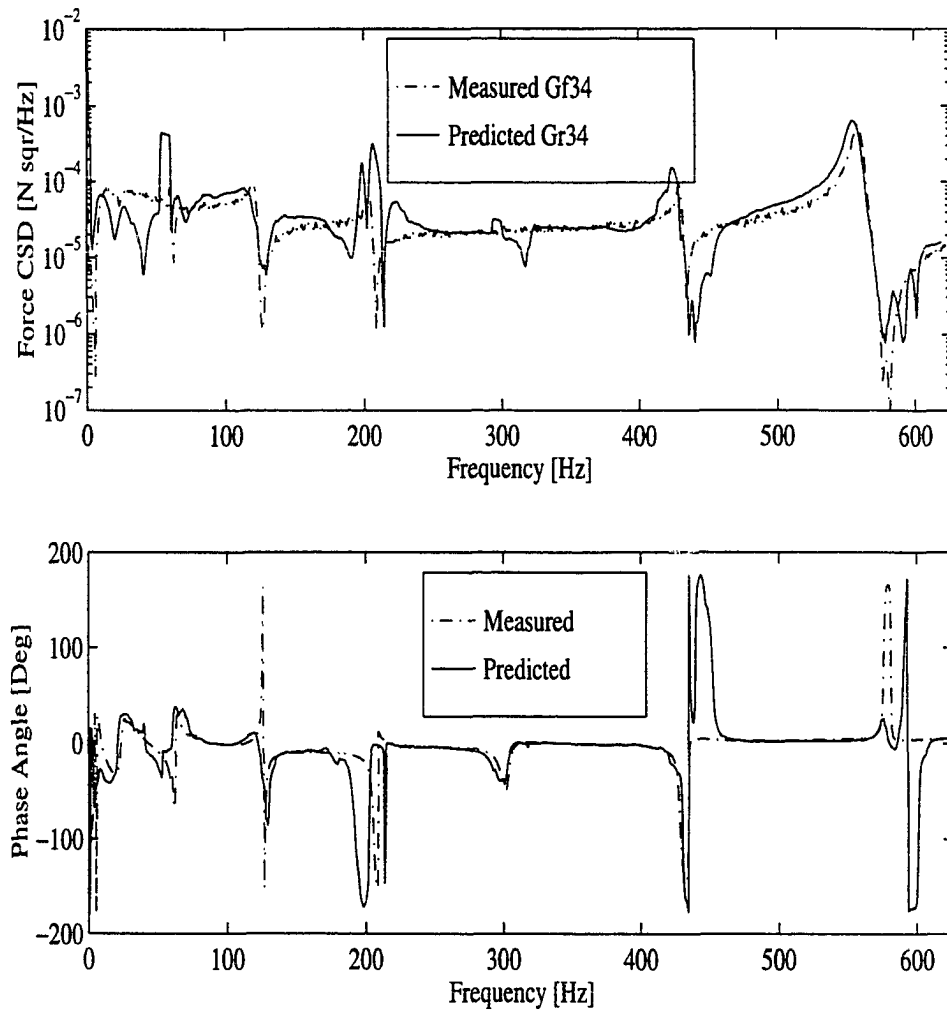 10^-2
10^-3
10^-4
10^-5
10^-6
10^-7
Force CSD [N sqr/Hz]
Measured Gf34
Predicted Gr34
0 100 200 300 400 500 600
Frequency [Hz]
200
100
0
−100
−200
Phase Angle [Deg]
Measured
Predicted
0 100 200 300 400 500 600
Frequency [Hz]